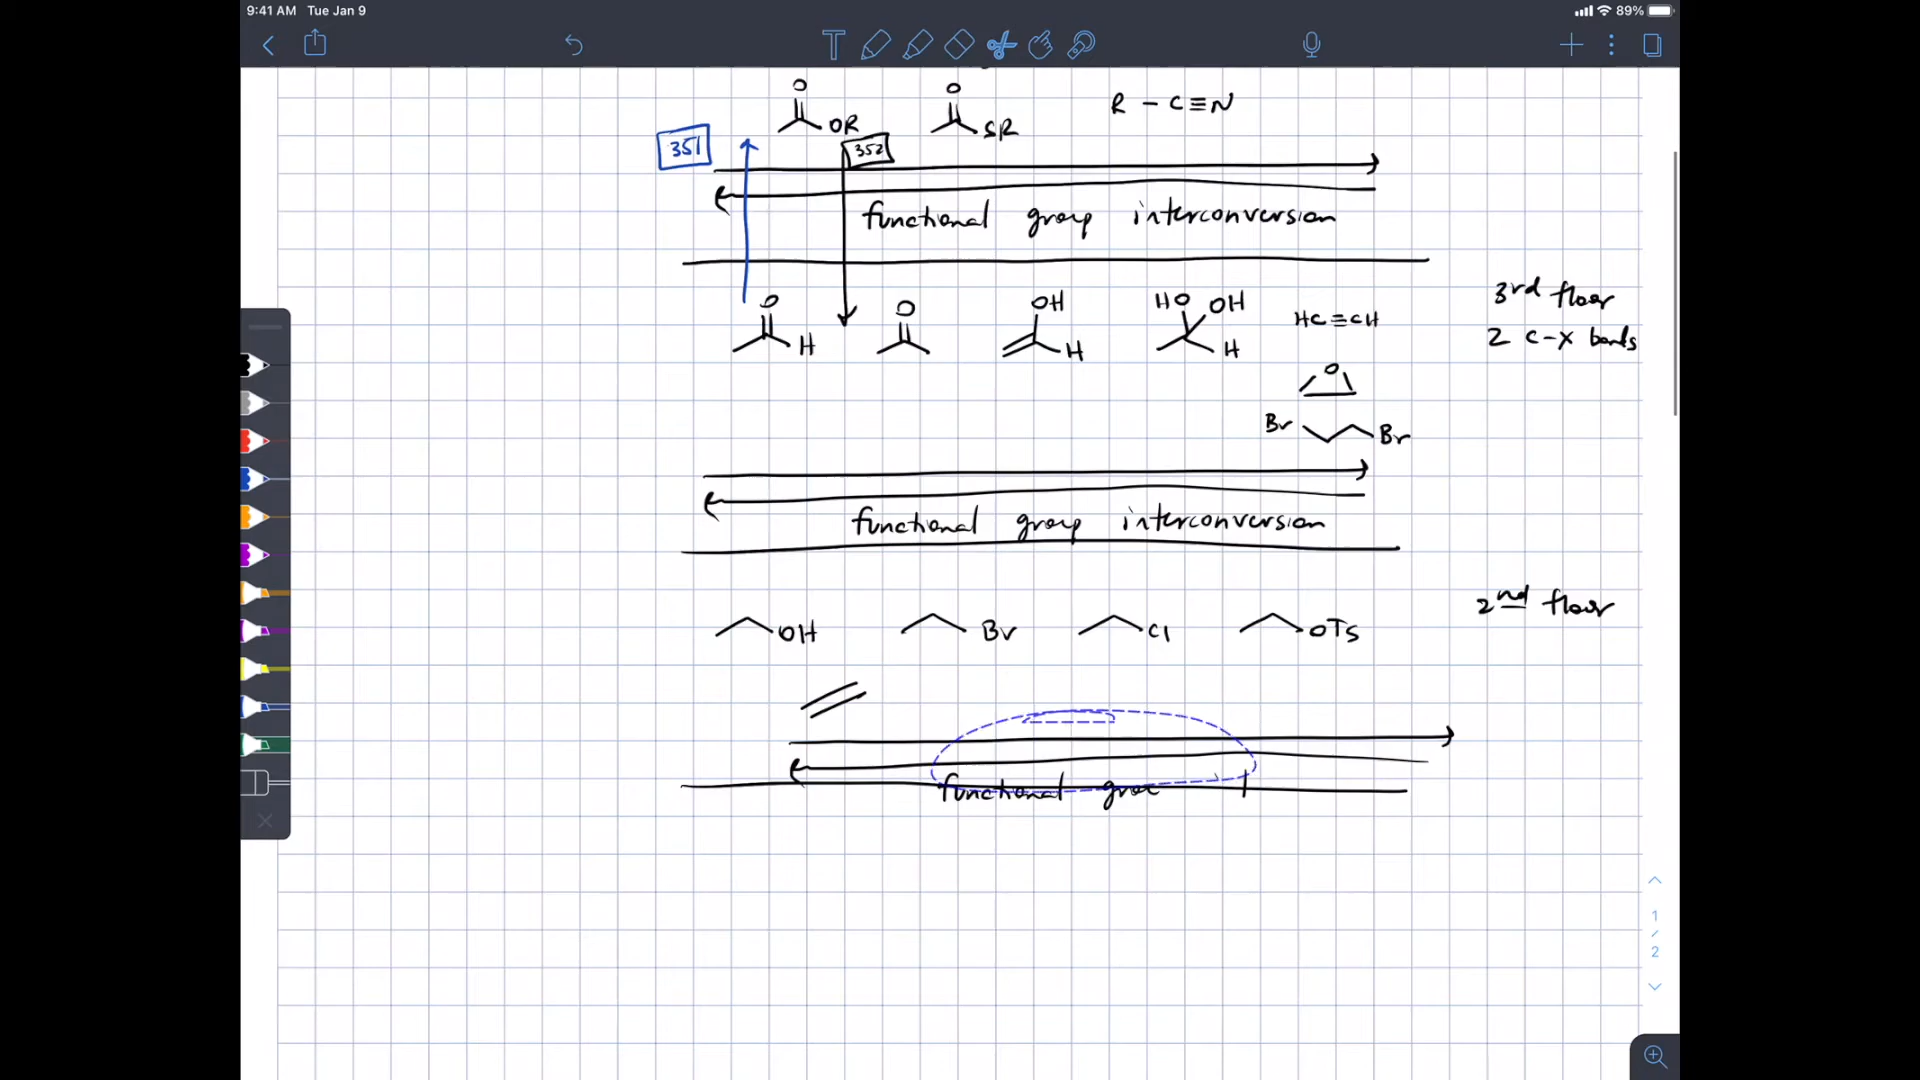 9:41 AM Tue Jan 9
89%
O O
OR SR R - C≡N
351 352
functional group interconversion
O O OH HO OH HC≡CH
H H H
3rd floor
2 C-X bonds
O
Br Br
functional group interconversion
2nd floor
OH Br Cl OTs
functional
1
/
2